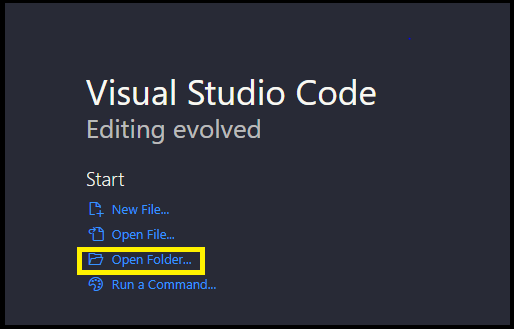 Visual Studio Code
Editing evolved
Start
New File...
Open File...
Open Folder...
Run a Command...